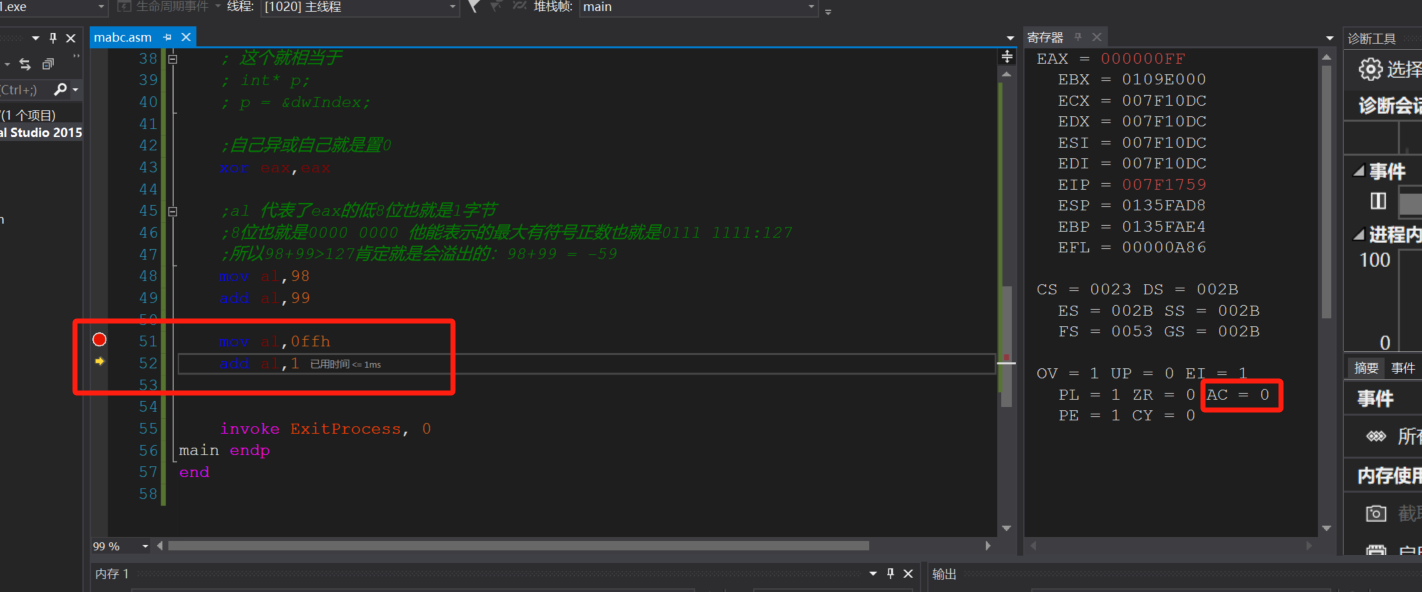 1.exe 生命周期事件 线程: [1020] 主线程 堆栈帧: main
mabc.asm
(Ctrl+;)
(1 个项目)
al Studio 2015
38 ; 这个就相当于
39 ; int* p;
40 ; p = &dwIndex;
41
42 ;自己异或自己就是置0
43 xor eax,eax
44
45 ;al 代表了eax的低8位也就是1字节
46 ;8位也就是0000 0000 他能表示的最大有符号正数也就是0111 1111:127
47 ;所以98+99>127肯定就是会溢出的: 98+99 = -59
48 mov al,98
49 add al,99
50
51 mov al,0ffh
52 add al,1 已用时间 <= 1ms
53
54
55 invoke ExitProcess, 0
56 main endp
57 end
58
99 %
内存 1
寄存器
EAX = 000000FF
EBX = 0109E000
ECX = 007F10DC
EDX = 007F10DC
ESI = 007F10DC
EDI = 007F10DC
EIP = 007F1759
ESP = 0135FAD8
EBP = 0135FAE4
EFL = 00000A86
CS = 0023 DS = 002B
ES = 002B SS = 002B
FS = 0053 GS = 002B
OV = 1 UP = 0 EI = 1
PL = 1 ZR = 0 AC = 0
PE = 1 CY = 0
输出
诊断工具
选择
诊断会
事件
进程内
100
0
摘要 事件
事件
所有
内存使用